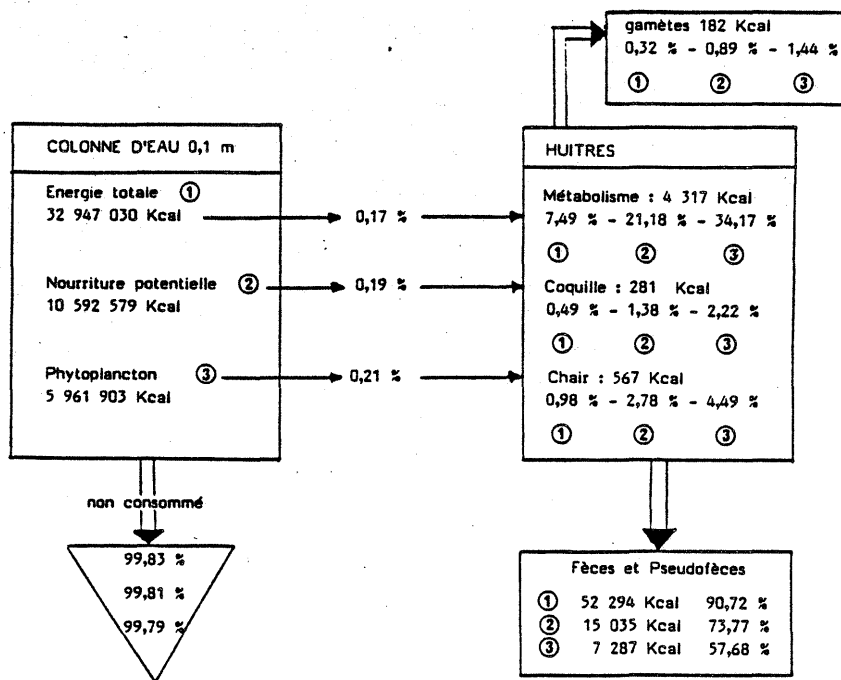 gamètes 182 Kcal
0,32 % - 0,89 % - 1,44 %
① ② ③
COLONNE D'EAU 0,1 m
Energie totale ①
32 947 030 Kcal
0,17 %
Nourriture potentielle ②
10 592 579 Kcal
0,19 %
Phytoplancton ③
5 961 903 Kcal
0,21 %
HUITRES
Métabolisme : 4 317 Kcal
7,49 % - 21,18 % - 34,17 %
① ② ③
Coquille : 281 Kcal
0,49 % - 1,38 % - 2,22 %
① ② ③
Chair : 567 Kcal
0,98 % - 2,78 % - 4,49 %
① ② ③
non consommé
99,83 %
99,81 %
99,79 %
Fèces et Pseudofèces
① 52 294 Kcal 90,72 %
② 15 035 Kcal 73,77 %
③ 7 287 Kcal 57,68 %